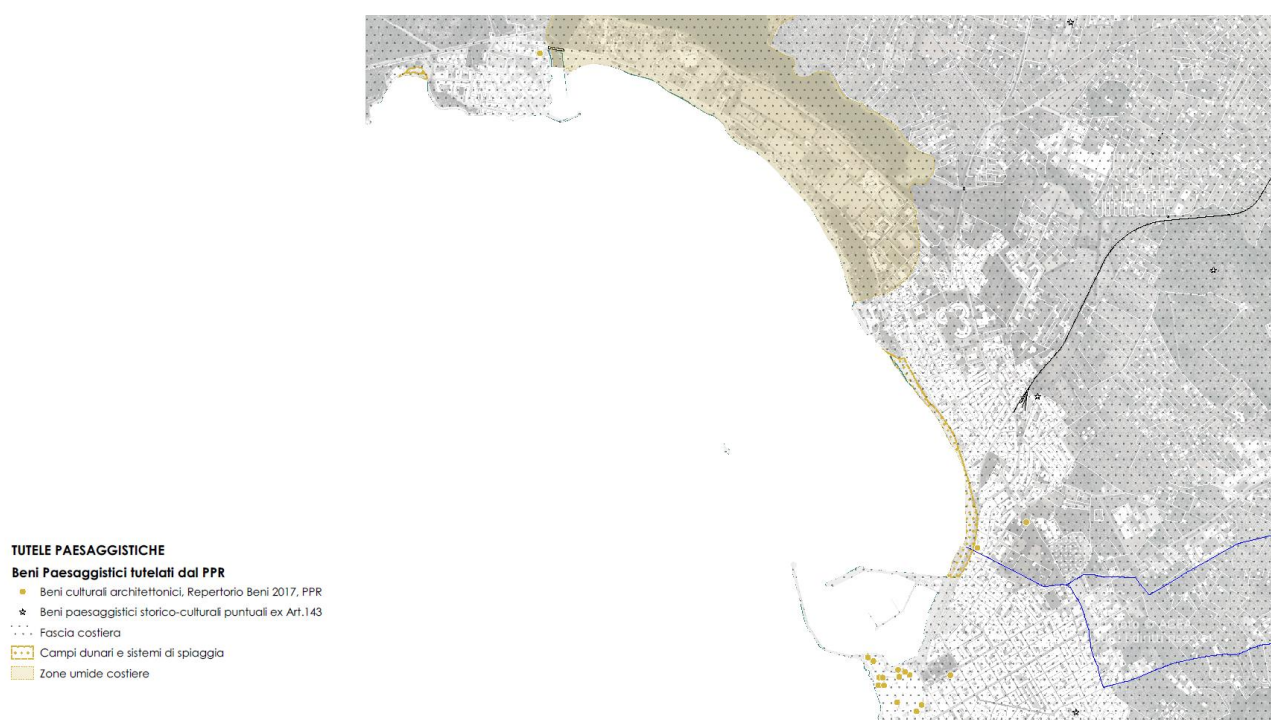 TUTELE PAESAGGISTICHE
Beni Paesaggistici tutelati dal PPR
Beni culturali architettonici, Repertorio Beni 2017, PPR
Beni paesaggistici storico-culturali puntuali ex Art.143
Fascia costiera
Campi dunari e sistemi di spiaggia
Zone umide costiere